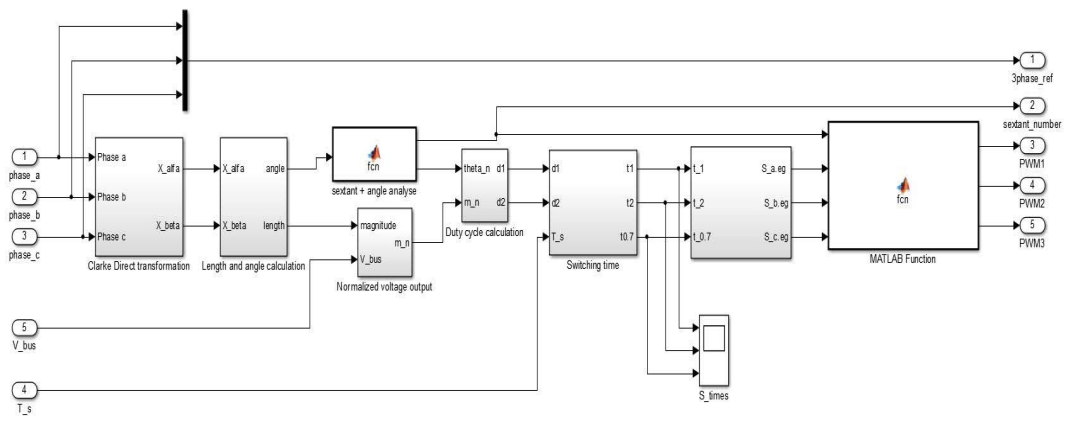 1
3phase_ref
2
sextant_number
3
PWM1
4
PWM2
5
PWM3
1
phase_a
2
phase_b
3
phase_c
Phase a
Phase b
Phase c
X_alfa
X_beta
Clarke Direct transformation
X_alfa
X_beta
angle
length
Length and angle calculation
fcn
sextant + angle analyse
magnitude
V_bus
m_n
Normalized voltage output
theta_n
m_n
d1
d2
Duty cycle calculation
d1
d2
T_s
t1
t2
t0.7
Switching time
t_1
t_2
t_0.7
S_a.eg
S_b.eg
S_c.eg
fcn
MATLAB Function
S_times
5
V_bus
4
T_s